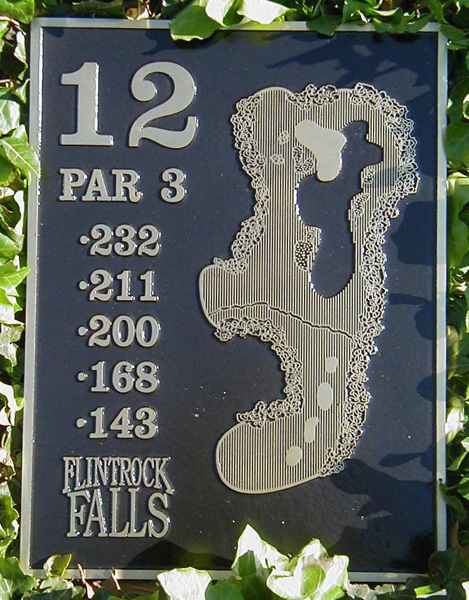 12
PAR 3
·232
·211
·200
·168
·143
FLINTROCK
FALLS